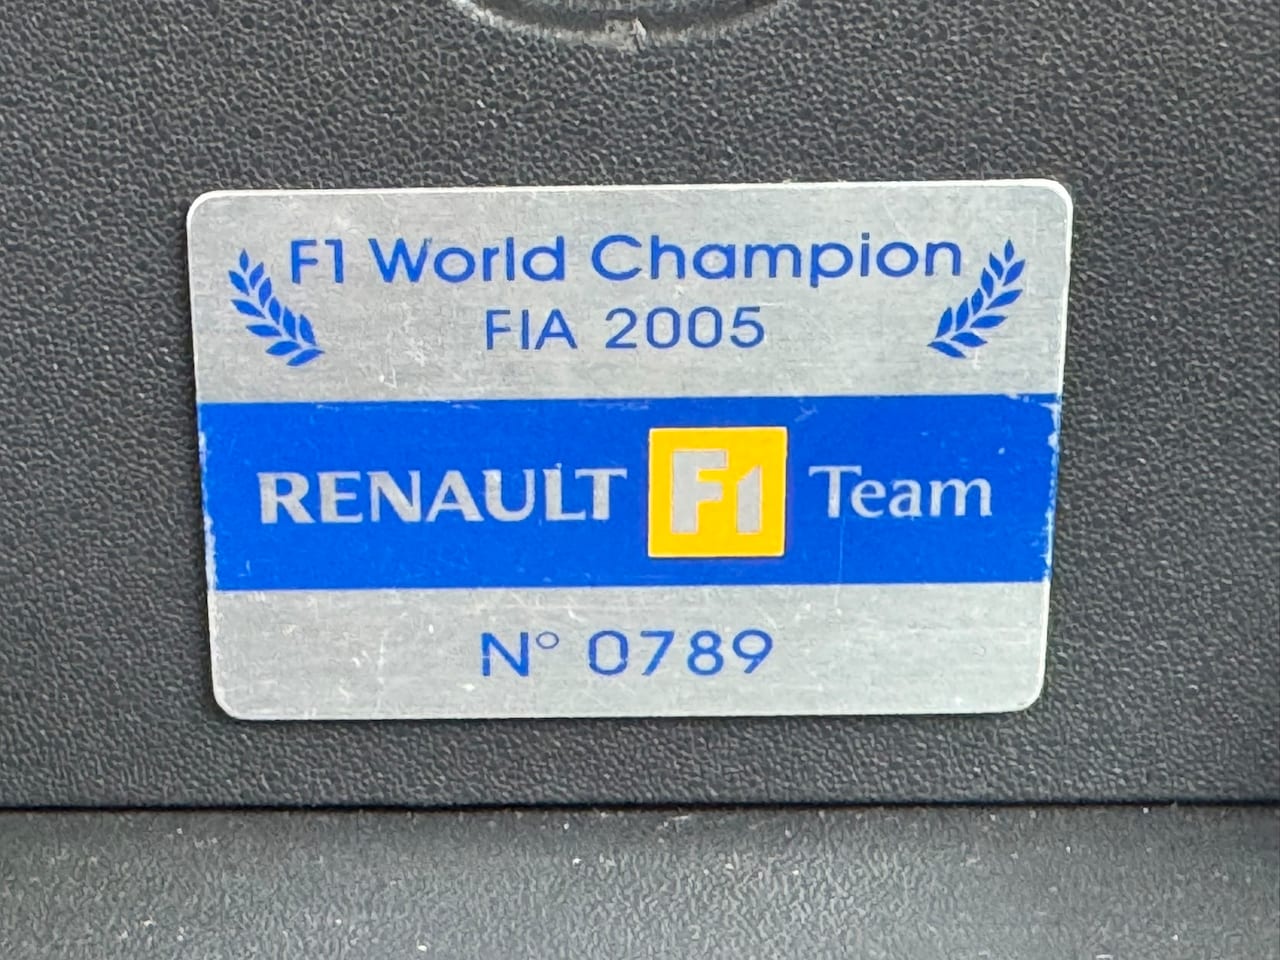 F1 World Champion
FIA 2005
RENAULT F1 Team
N° 0789